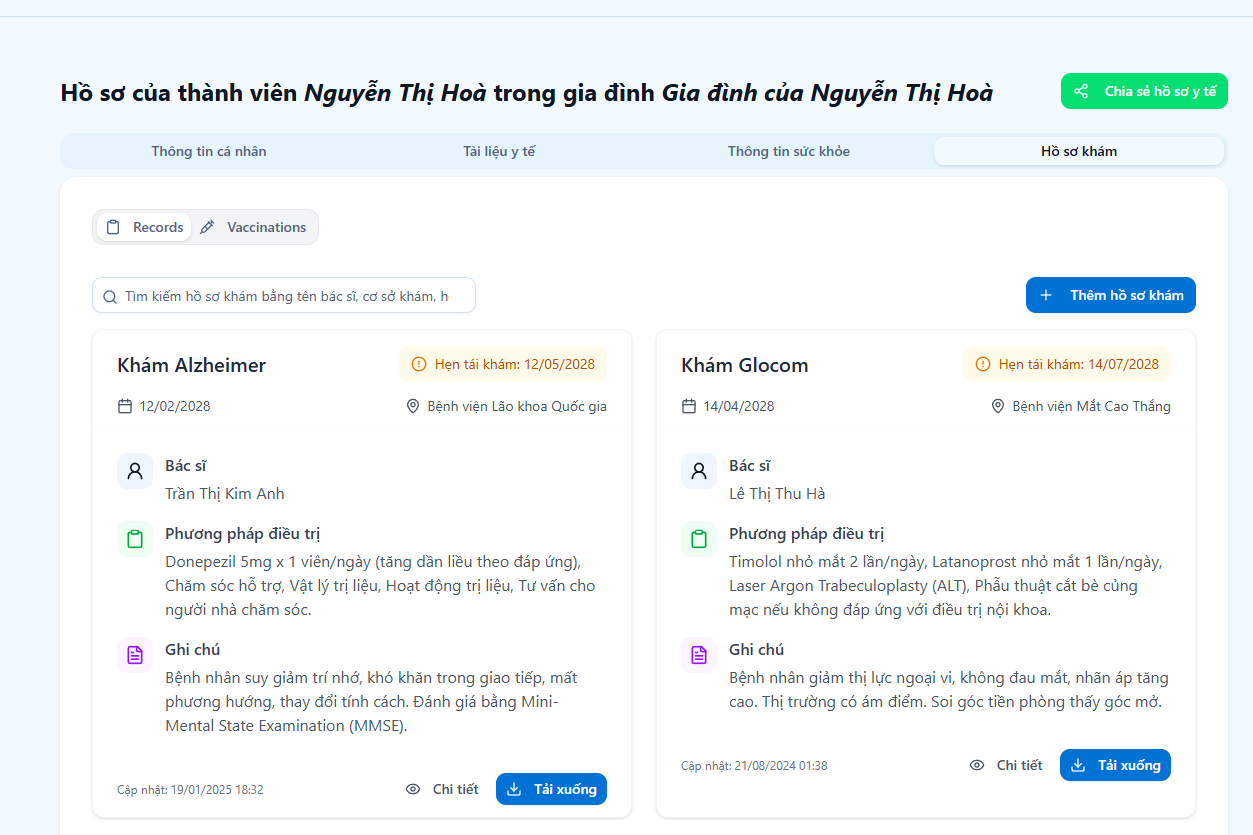 Hồ sơ của thành viên Nguyễn Thị Hoà trong gia đình Gia đình của Nguyễn Thị Hoà
Chia sẻ hồ sơ y tế
Thông tin cá nhân
Tài liệu y tế
Thông tin sức khỏe
Hồ sơ khám
Records
Vaccinations
Tìm kiếm hồ sơ khám bằng tên bác sĩ, cơ sở khám, h
Thêm hồ sơ khám
Khám Alzheimer
Hẹn tái khám: 12/05/2028
12/02/2028
Bệnh viện Lão khoa Quốc gia
Bác sĩ
Trần Thị Kim Anh
Phương pháp điều trị
Donepezil 5mg x 1 viên/ngày (tăng dần liều theo đáp ứng),
Chăm sóc hỗ trợ, Vật lý trị liệu, Hoạt động trị liệu, Tư vấn cho
người nhà chăm sóc.
Ghi chú
Bệnh nhân suy giảm trí nhớ, khó khăn trong giao tiếp, mất
phương hướng, thay đổi tính cách. Đánh giá bằng Mini-
Mental State Examination (MMSE).
Cập nhật: 19/01/2025 18:32
Chi tiết
Tải xuống
Khám Glocom
Hẹn tái khám: 14/07/2028
14/04/2028
Bệnh viện Mắt Cao Thắng
Bác sĩ
Lê Thị Thu Hà
Phương pháp điều trị
Timolol nhỏ mắt 2 lần/ngày, Latanoprost nhỏ mắt 1 lần/ngày,
Laser Argon Trabeculoplasty (ALT), Phẫu thuật cắt bè củng
mạc nếu không đáp ứng với điều trị nội khoa.
Ghi chú
Bệnh nhân giảm thị lực ngoại vi, không đau mắt, nhãn áp tăng
cao. Thị trường có ám điểm. Soi góc tiền phòng thấy góc mở.
Cập nhật: 21/08/2024 01:38
Chi tiết
Tải xuống